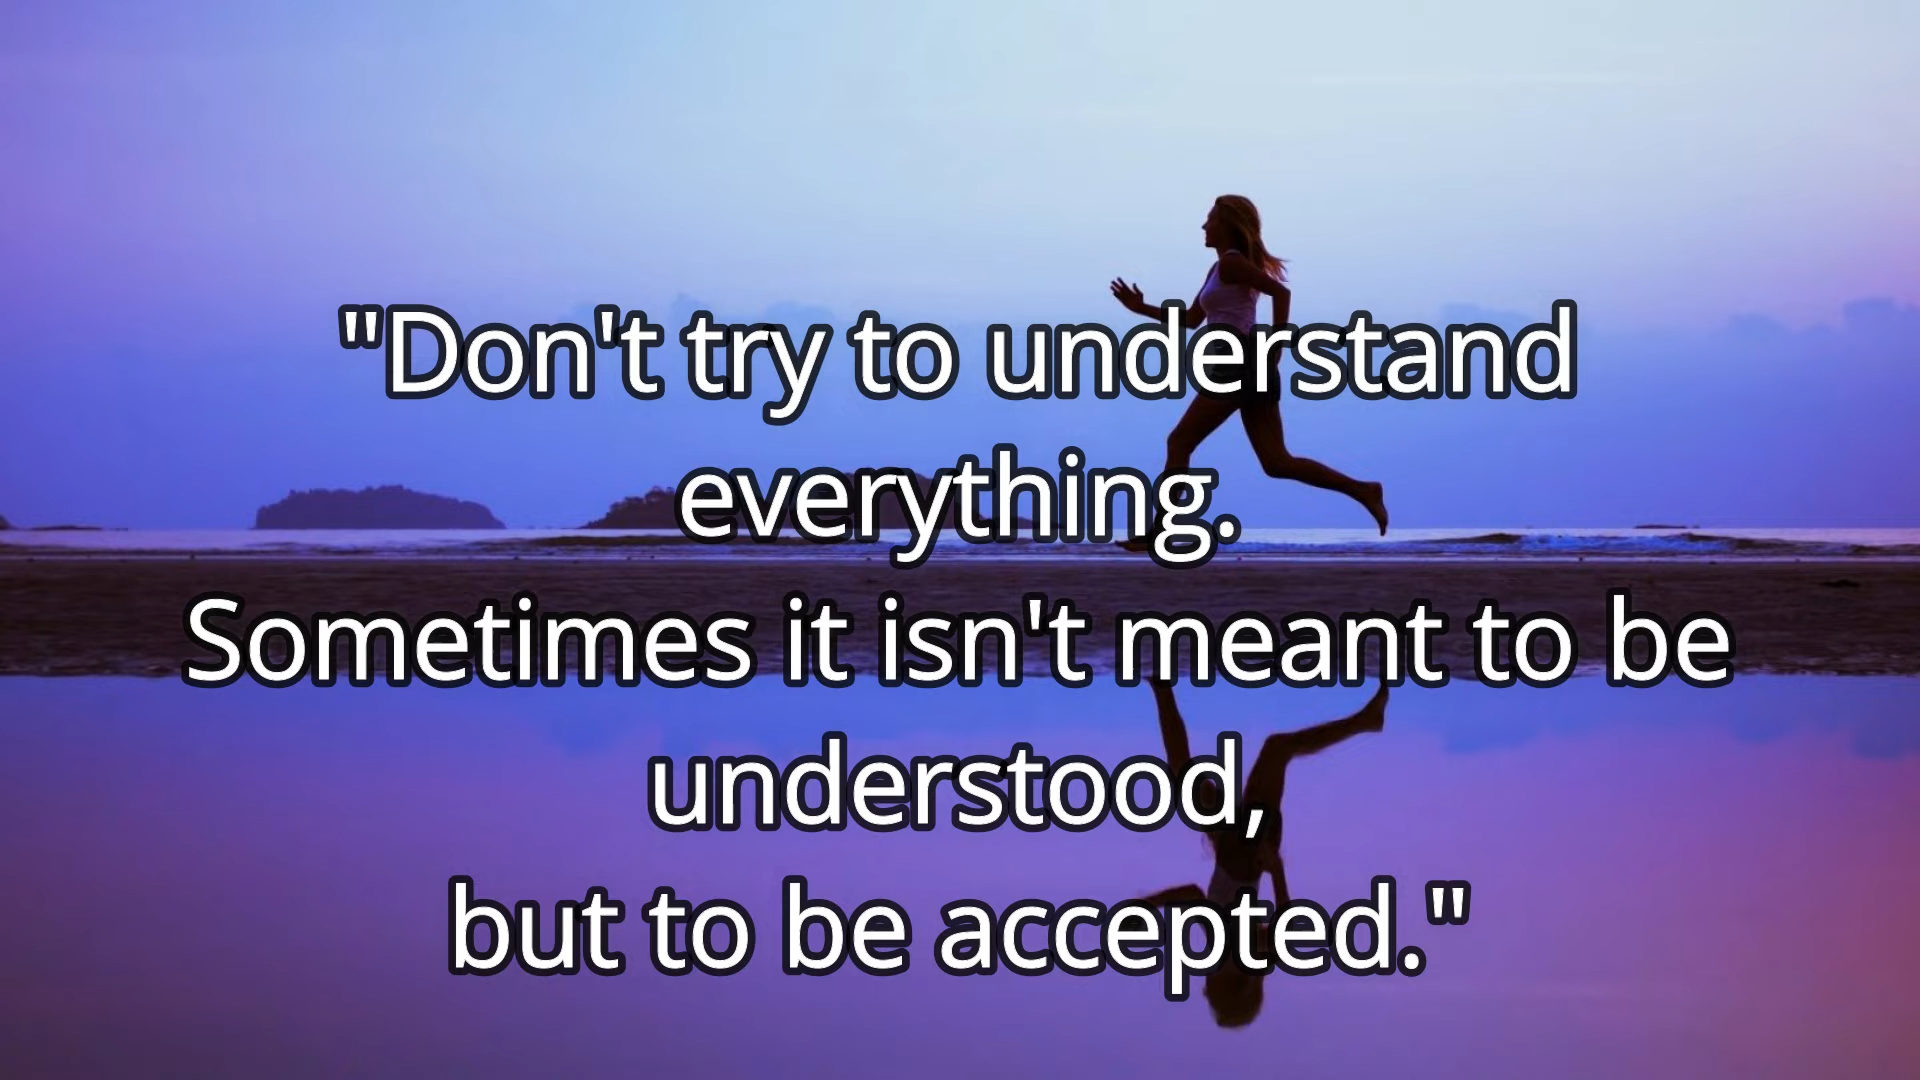 "Don't try to understand
everything.
Sometimes it isn't meant to be
understood,
but to be accepted."